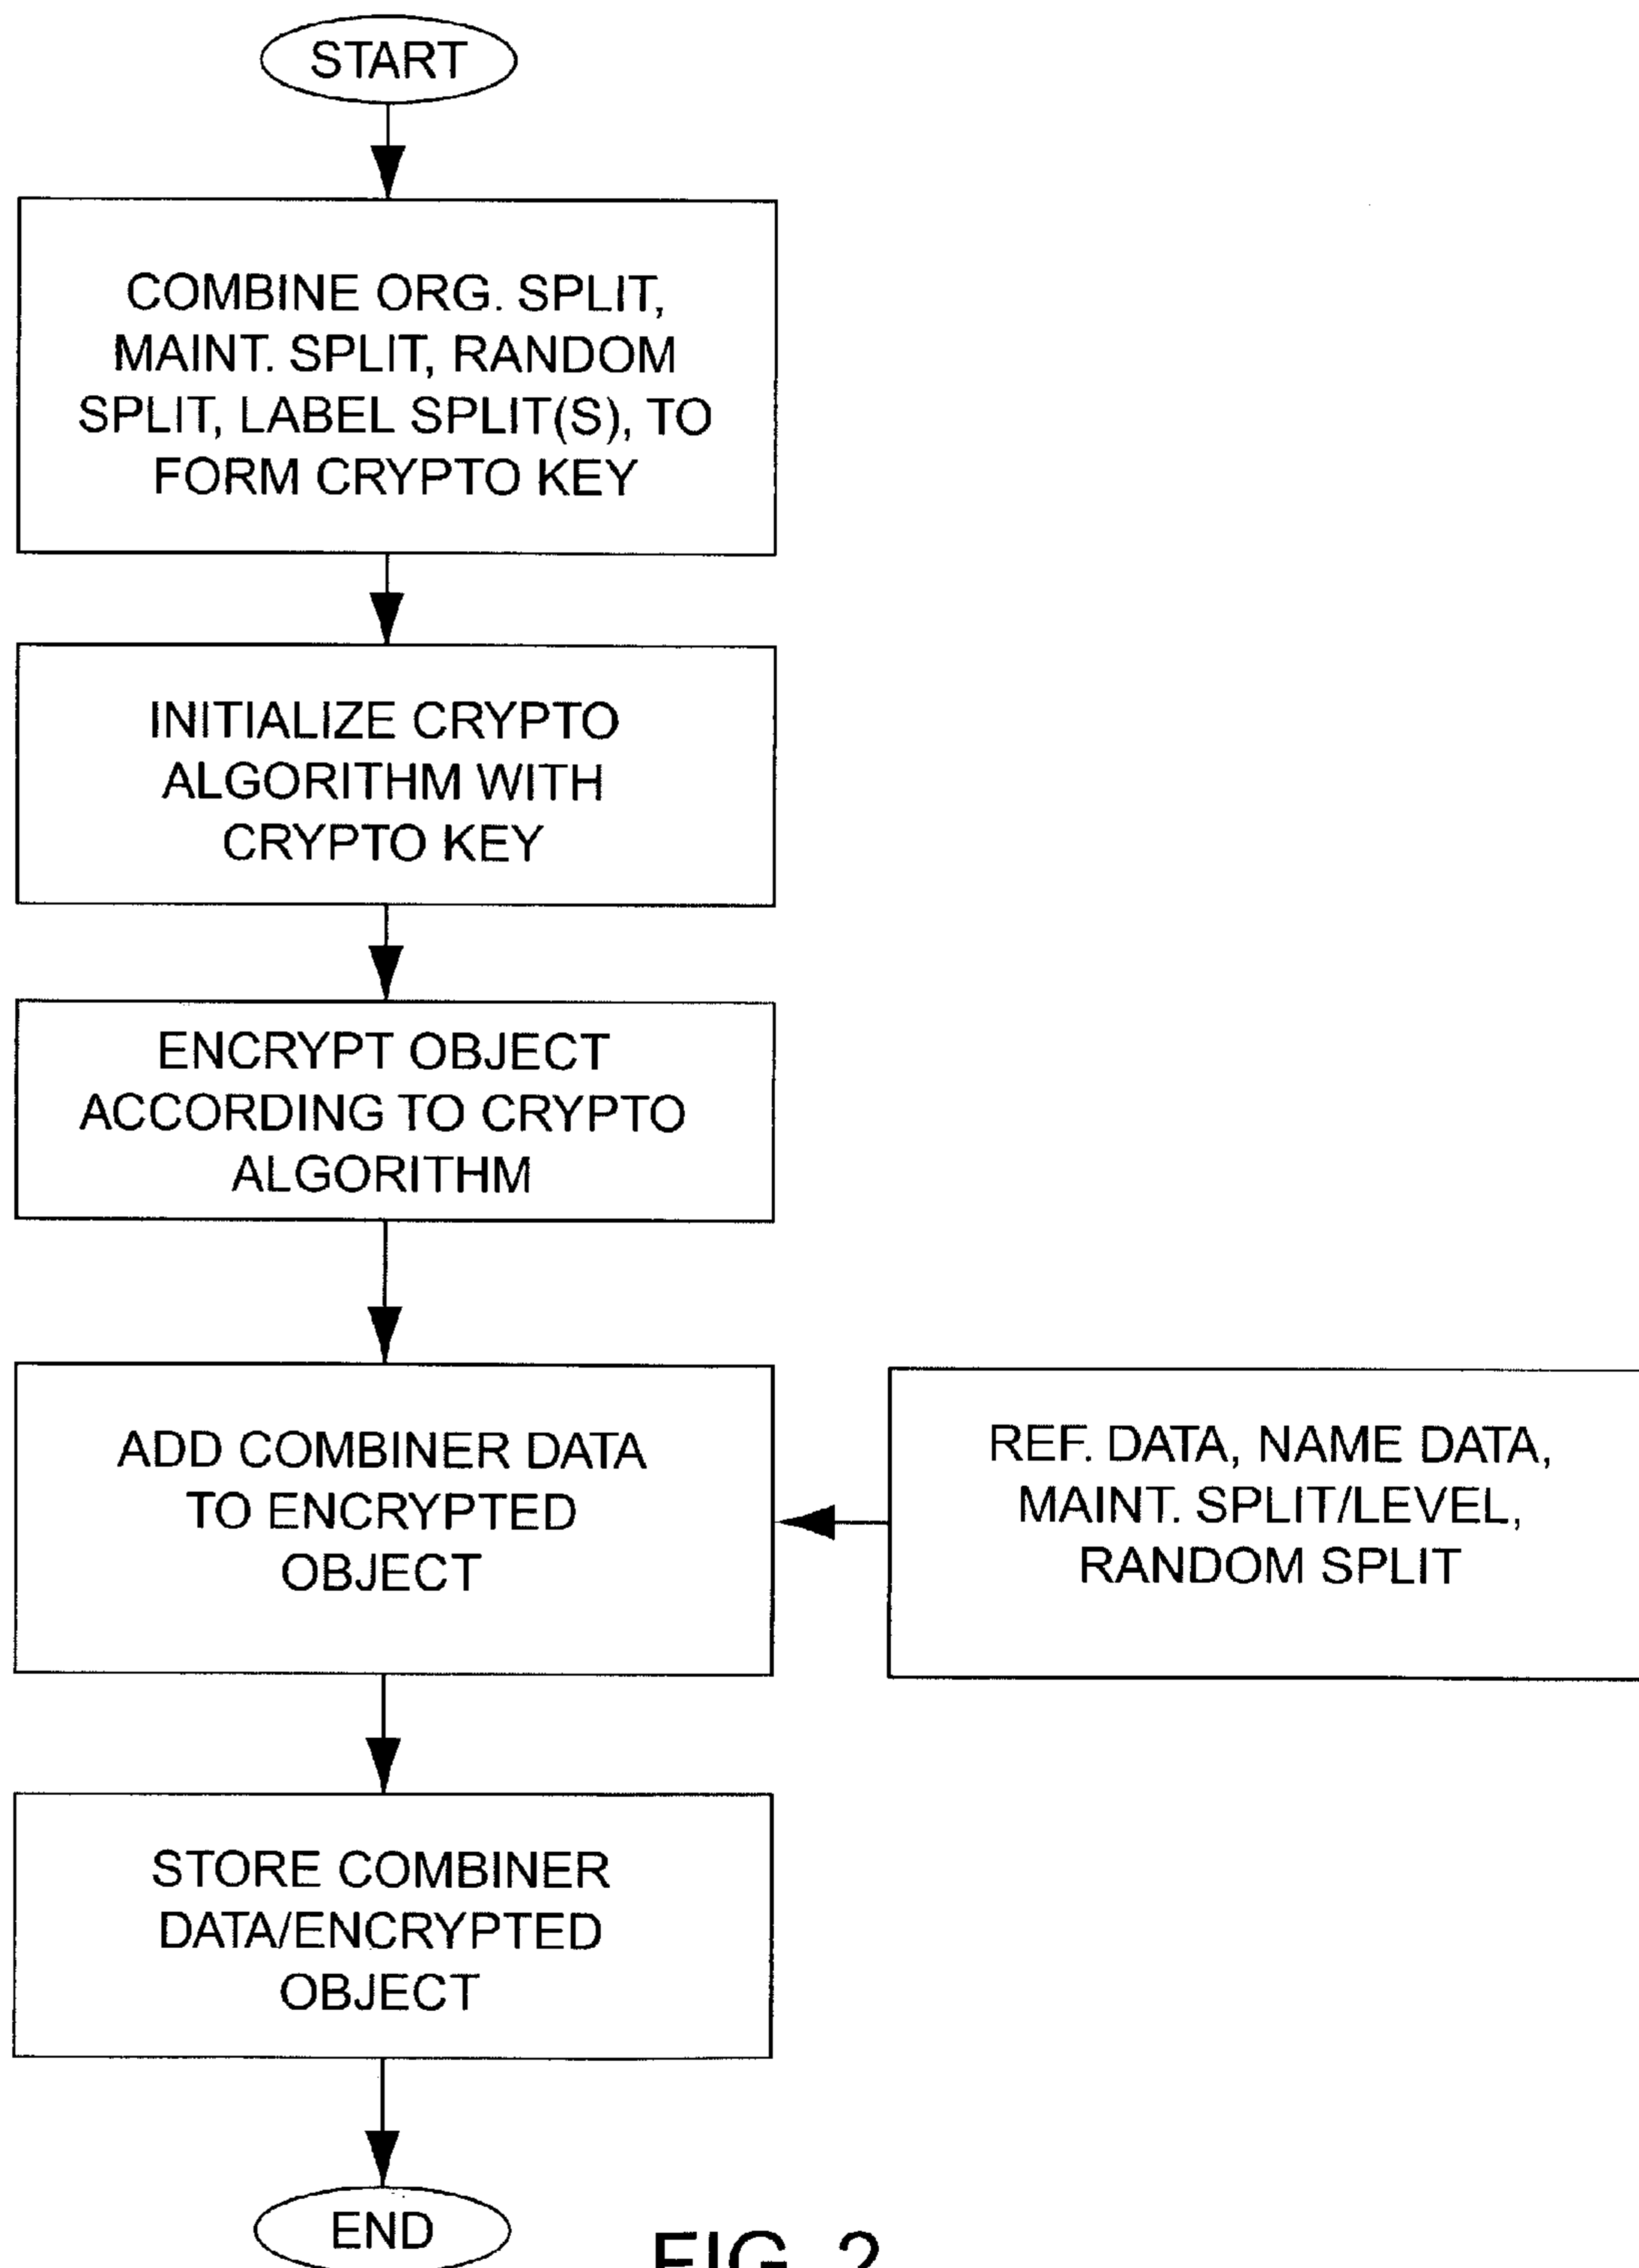 START
COMBINE ORG. SPLIT,
MAINT. SPLIT, RANDOM
SPLIT, LABEL SPLIT(S), TO
FORM CRYPTO KEY
INITIALIZE CRYPTO
ALGORITHM WITH
CRYPTO KEY
ENCRYPT OBJECT
ACCORDING TO CRYPTO
ALGORITHM
ADD COMBINER DATA
TO ENCRYPTED
OBJECT
REF. DATA, NAME DATA,
MAINT. SPLIT/LEVEL,
RANDOM SPLIT
STORE COMBINER
DATA/ENCRYPTED
OBJECT
END
FIG. 2